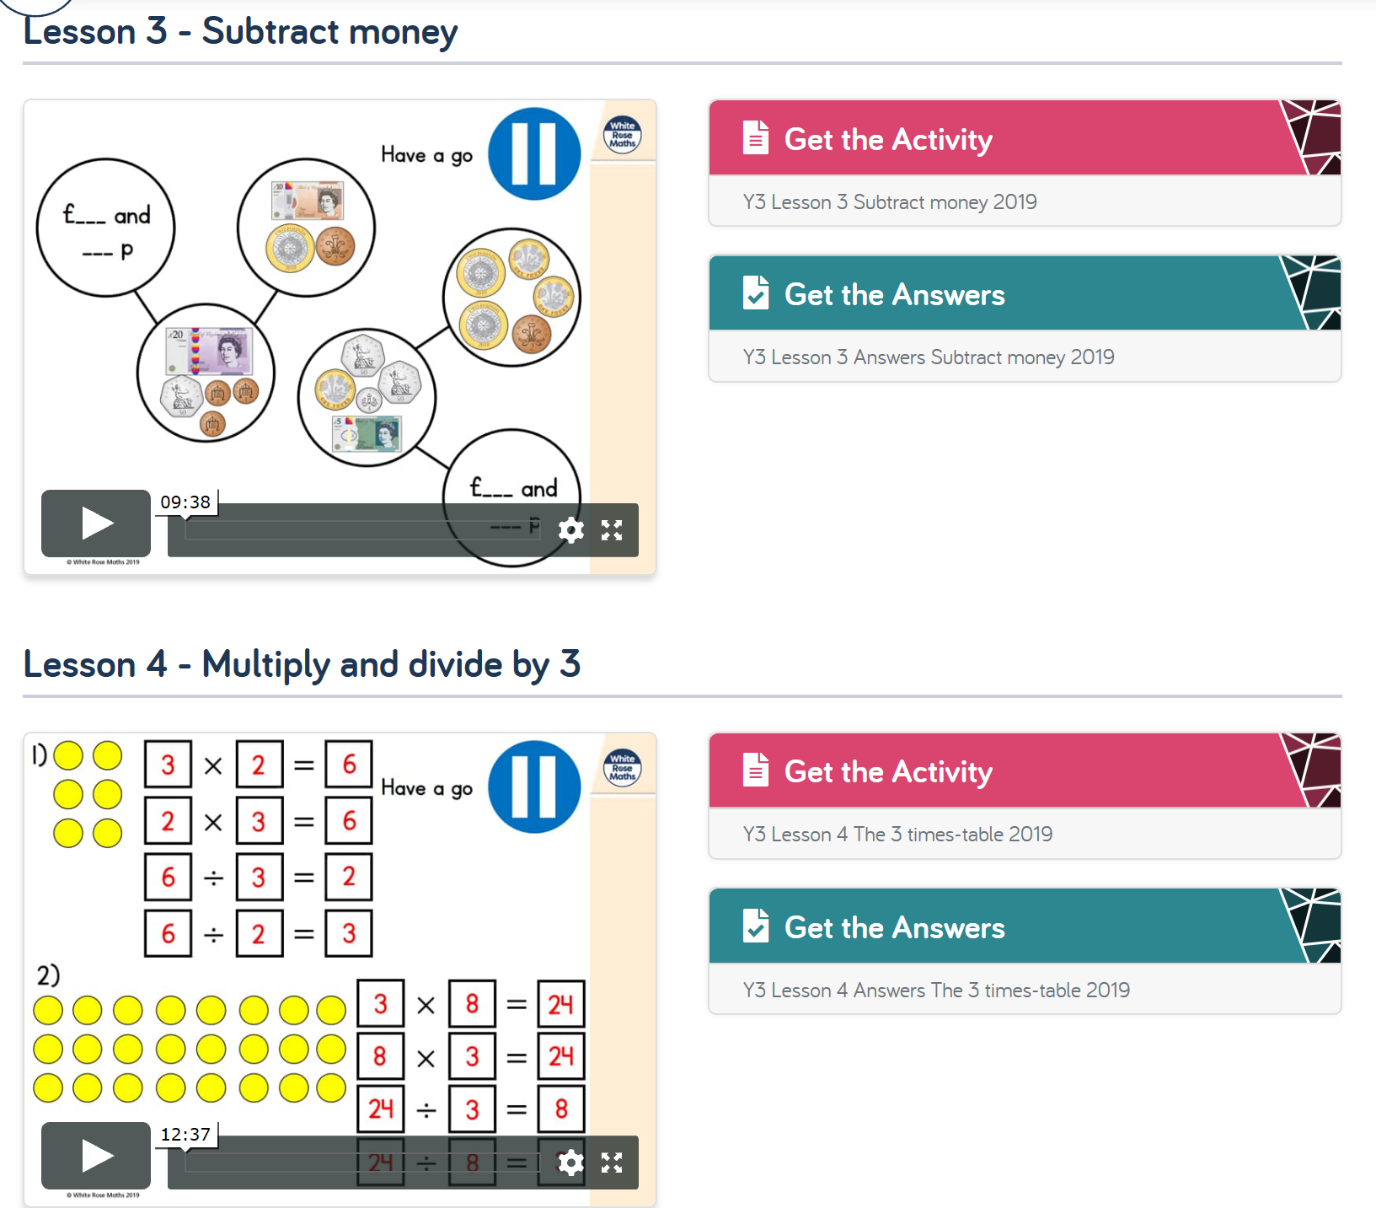 Lesson 3 - Subtract money
Have a go
White
Rose
Maths
£___ and
___ p
£10
£20
£5
£___ and
___ p
09:38
© White Rose Maths 2019
Get the Activity
Y3 Lesson 3 Subtract money 2019
Get the Answers
Y3 Lesson 3 Answers Subtract money 2019
Lesson 4 - Multiply and divide by 3
1)
3 × 2 = 6
2 × 3 = 6
6 ÷ 3 = 2
6 ÷ 2 = 3
Have a go
White
Rose
Maths
2)
3 × 8 = 24
8 × 3 = 24
24 ÷ 3 = 8
24 ÷ 8 =
12:37
© White Rose Maths 2019
Get the Activity
Y3 Lesson 4 The 3 times-table 2019
Get the Answers
Y3 Lesson 4 Answers The 3 times-table 2019